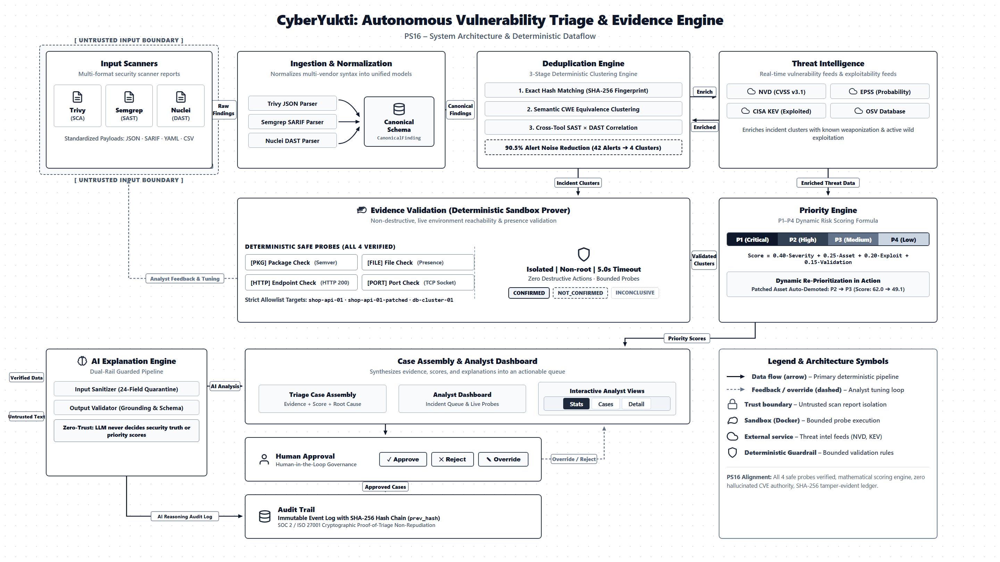 CyberYukti: Autonomous Vulnerability Triage & Evidence Engine
PS16 – System Architecture & Deterministic Dataflow
[ UNTRUSTED INPUT BOUNDARY ]
Input Scanners
Multi-format security scanner reports
Trivy
(SCA)
Semgrep
(SAST)
Nuclei
(DAST)
Standardized Payloads: JSON · SARIF · YAML · CSV
[ UNTRUSTED INPUT BOUNDARY ]
Raw
Findings
Ingestion & Normalization
Normalizes multi-vendor syntax into unified models
Trivy JSON Parser
Semgrep SARIF Parser
Nuclei DAST Parser
Canonical
Schema
CanonicalFinding
Canonical
Findings
Deduplication Engine
3-Stage Deterministic Clustering Engine
1. Exact Hash Matching (SHA-256 Fingerprint)
2. Semantic CWE Equivalence Clustering
3. Cross-Tool SAST × DAST Correlation
90.5% Alert Noise Reduction (42 Alerts ➔ 4 Clusters)
Enrich
Enriched
Threat Intelligence
Real-time vulnerability feeds & exploitability feeds
NVD (CVSS v3.1)
EPSS (Probability)
CISA KEV (Exploited)
OSV Database
Enriches incident clusters with known weaponization & active wild
exploitation
Incident Clusters
Enriched Threat Data
Evidence Validation (Deterministic Sandbox Prover)
Non-destructive, live environment reachability & presence validation
DETERMINISTIC SAFE PROBES (ALL 4 VERIFIED)
[PKG] Package Check (Semver)
[FILE] File Check (Presence)
[HTTP] Endpoint Check (HTTP 200)
[PORT] Port Check (TCP Socket)
Strict Allowlist Targets: shop-api-01 · shop-api-01-patched · db-cluster-01
Isolated | Non-root | 5.0s Timeout
Zero Destructive Actions · Bounded Probes
CONFIRMED
NOT_CONFIRMED
INCONCLUSIVE
Analyst Feedback & Tuning
Validated
Clusters
Priority Engine
P1–P4 Dynamic Risk Scoring Formula
P1 (Critical)
P2 (High)
P3 (Medium)
P4 (Low)
Score = 0.40·Severity + 0.25·Asset + 0.20·Exploit +
0.15·Validation
Dynamic Re-Prioritization in Action
Patched Asset Auto-Demoted: P2 ➔ P3 (Score: 62.0 ➔ 49.1)
Priority Scores
Verified Data
Untrusted Text
AI Explanation Engine
Dual-Rail Guarded Pipeline
Input Sanitizer (24-Field Quarantine)
Output Validator (Grounding & Schema)
Zero-Trust: LLM never decides security truth or
priority scores
AI Analysis
Case Assembly & Analyst Dashboard
Synthesizes evidence, scores, and explanations into an actionable queue
Triage Case Assembly
Evidence + Score + Root Cause
Analyst Dashboard
Incident Queue & Live Probes
Interactive Analyst Views
Stats
Cases
Detail
Human Approval
Human-in-the-Loop Governance
✓ Approve
✕ Reject
✎ Override
Override / Reject
Approved Cases
AI Reasoning Audit Log
Audit Trail
Immutable Event Log with SHA-256 Hash Chain (prev_hash)
SOC 2 / ISO 27001 Cryptographic Proof-of-Triage Non-Repudiation
Legend & Architecture Symbols
Data flow (arrow) – Primary deterministic pipeline
Feedback / override (dashed) – Analyst tuning loop
Trust boundary – Untrusted scan report isolation
Sandbox (Docker) – Bounded probe execution
External service – Threat intel feeds (NVD, KEV)
Deterministic Guardrail – Bounded validation rules
PS16 Alignment: All 4 safe probes verified, mathematical scoring engine, zero
hallucinated CVE authority, SHA-256 tamper-evident ledger.